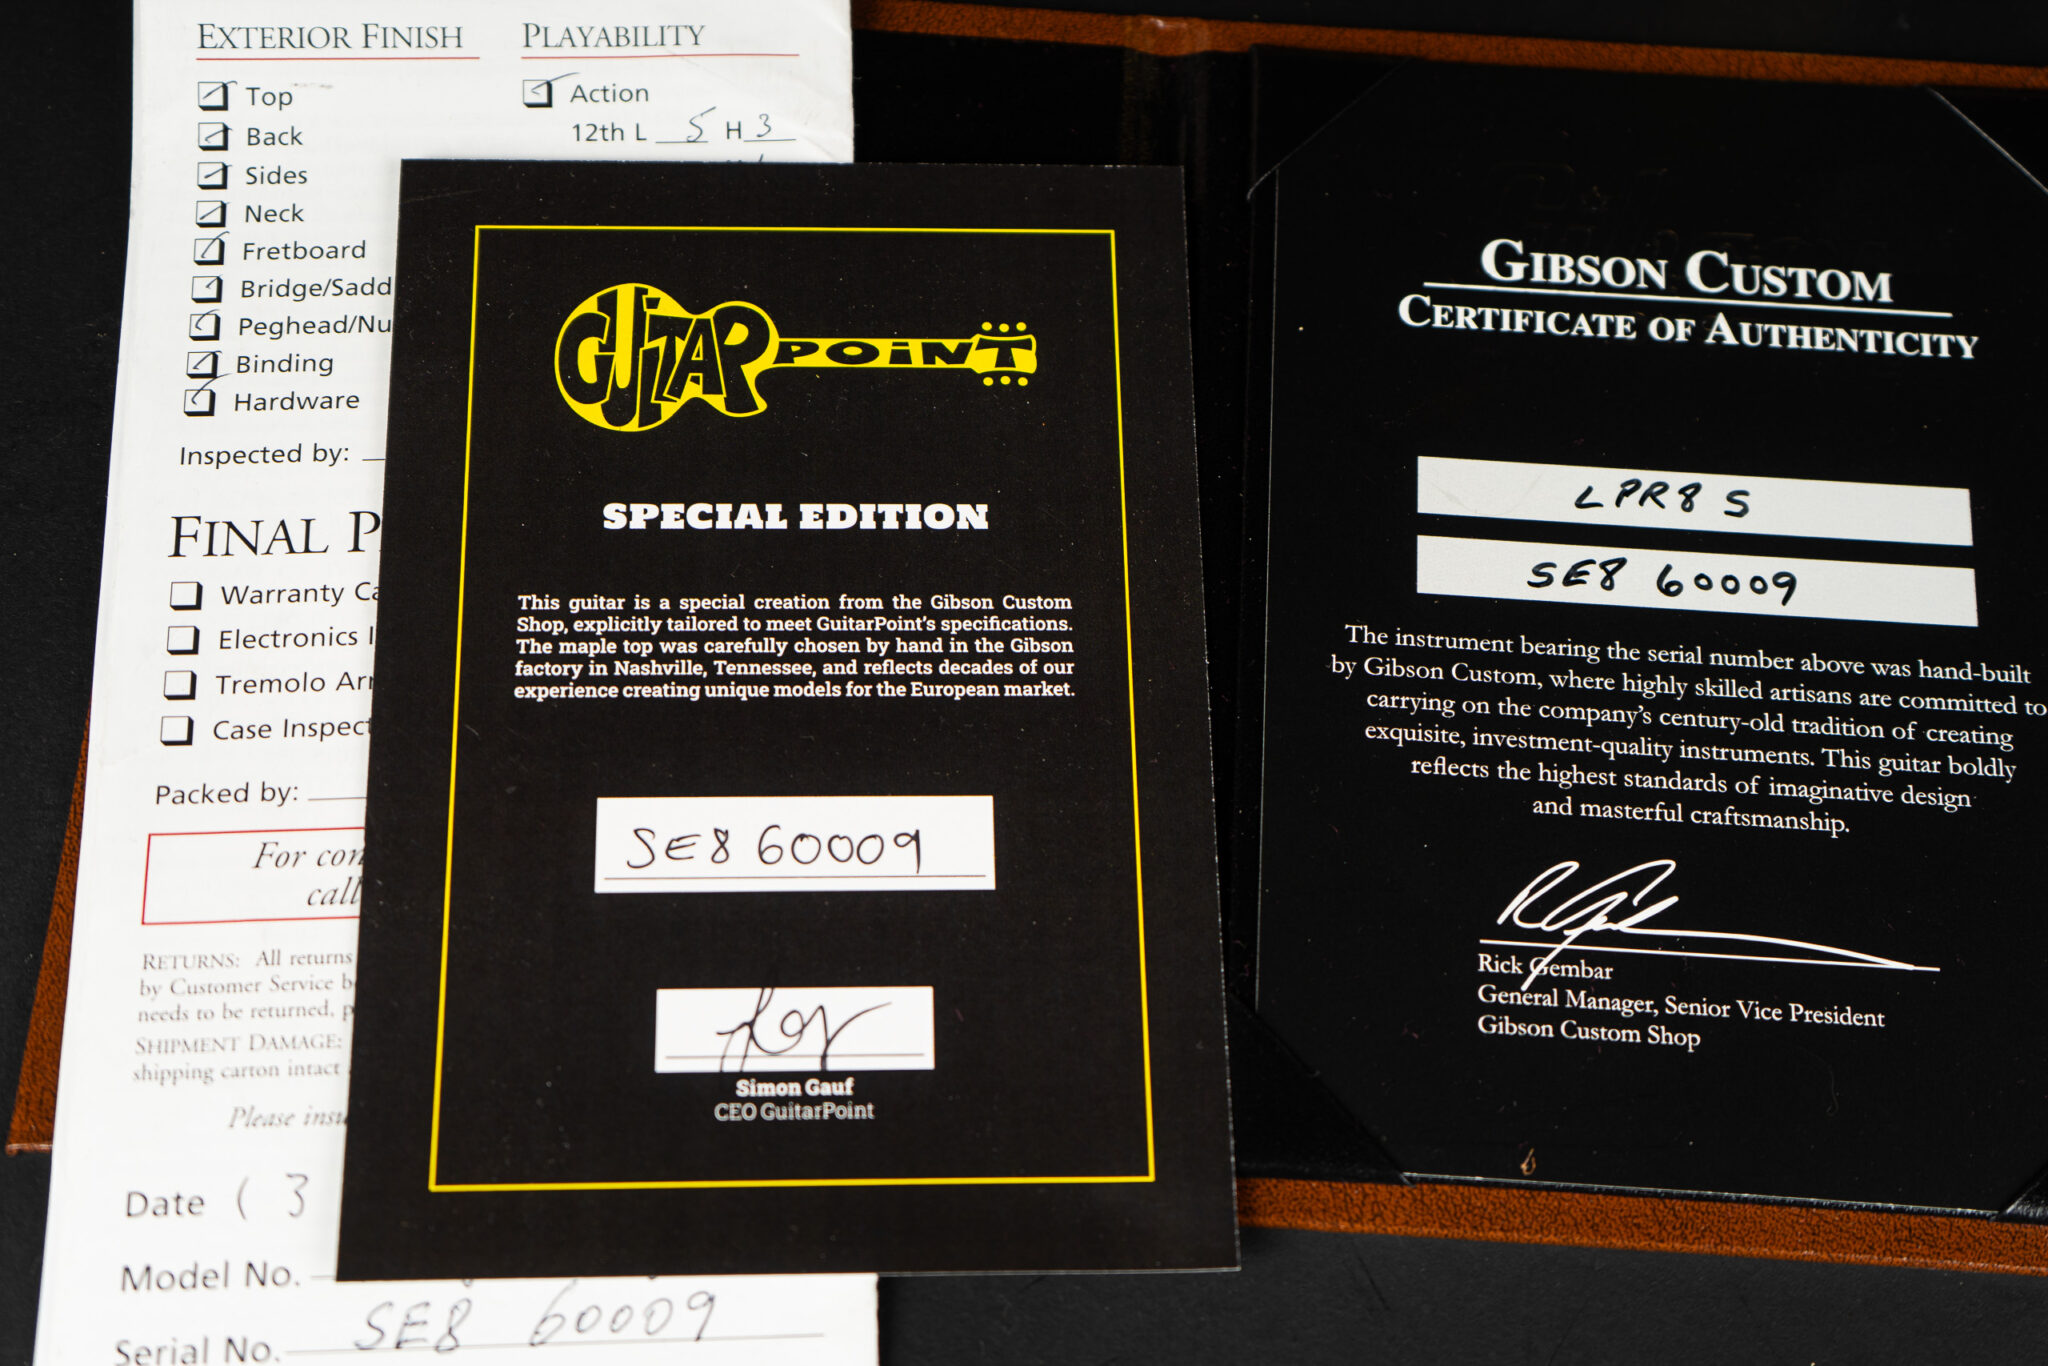 EXTERIOR FINISH
Top
Back
Sides
Neck
Fretboard
Bridge/Sadd
Peghead/Nu
Binding
Hardware
Inspected by:
PLAYABILITY
Action
12th L 5 H 3
FINAL P
Warranty Ca
Electronics I
Tremolo Arr
Case Inspect
Packed by:
For con
call
RETURNS: All returns
by Customer Service b
needs to be returned, p
SHIPMENT DAMAGE:
shipping carton intact
Please insu
Date 
Model No.
Serial No. SE8 60009
GUITARPOINT
SPECIAL EDITION
This guitar is a special creation from the Gibson Custom
Shop, explicitly tailored to meet GuitarPoint's specifications.
The maple top was carefully chosen by hand in the Gibson
factory in Nashville, Tennessee, and reflects decades of our
experience creating unique models for the European market.
SE8 60009
Simon Gauf
CEO GuitarPoint
GIBSON CUSTOM
CERTIFICATE OF AUTHENTICITY
LPR8 S
SE8 60009
The instrument bearing the serial number above was hand-built
by Gibson Custom, where highly skilled artisans are committed to
carrying on the company's century-old tradition of creating
exquisite, investment-quality instruments. This guitar boldly
reflects the highest standards of imaginative design
and masterful craftsmanship.
Rick Gembar
General Manager, Senior Vice President
Gibson Custom Shop